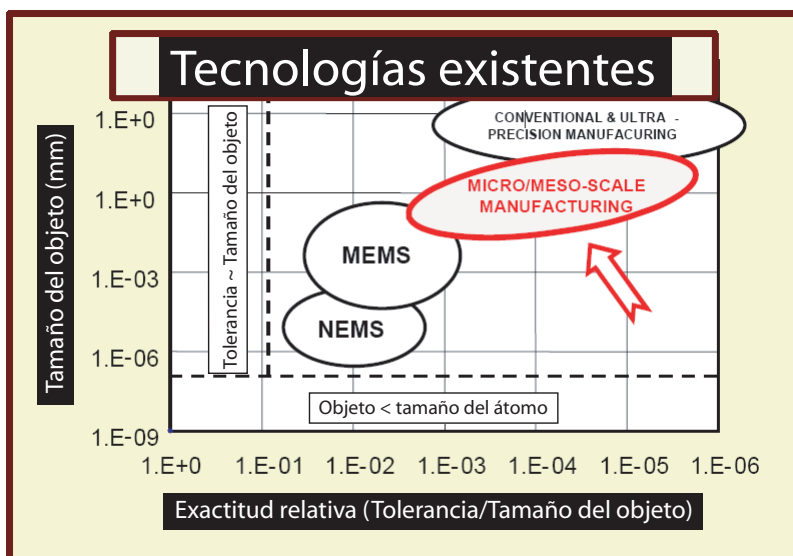 Tecnologías existentes
Tamaño del objeto (mm)
1.E+0
1.E+0
1.E-03
1.E-06
1.E-09
Tolerancia ~ Tamaño del objeto
CONVENTIONAL & ULTRA -
PRECISION MANUFACURING
MICRO/MESO-SCALE
MANUFACTURING
MEMS
NEMS
Objeto < tamaño del átomo
1.E+0 1.E-01 1.E-02 1.E-03 1.E-04 1.E-05 1.E-06
Exactitud relativa (Tolerancia/Tamaño del objeto)